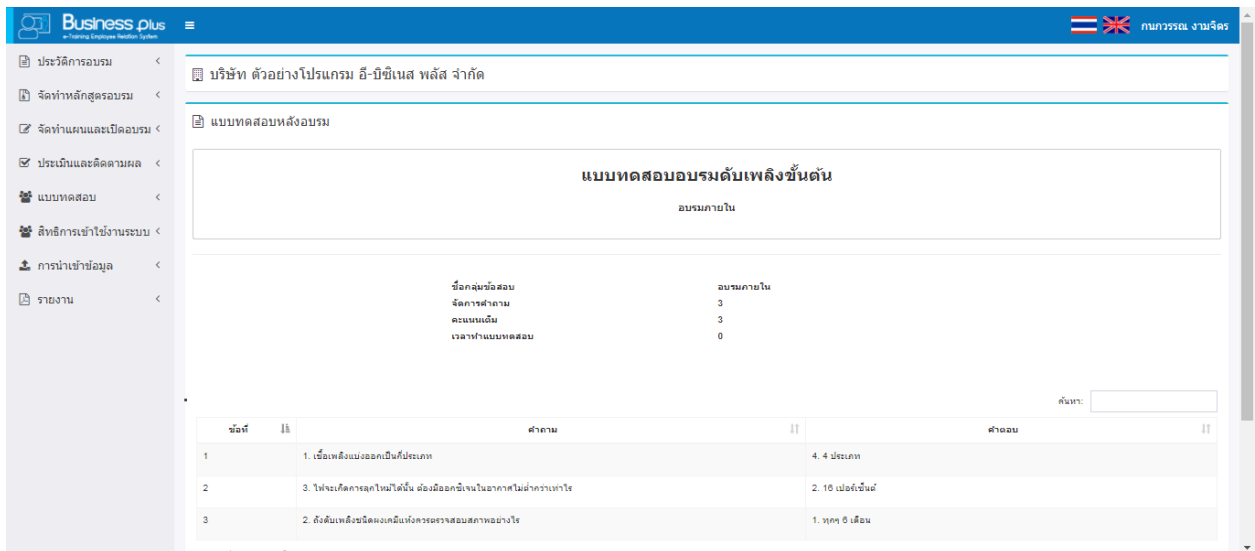 Business plus
e-Training Employee Relation System
กนกวรรณ งามจิตร
ประวัติการอบรม
จัดทำหลักสูตรอบรม
จัดทำแผนและเปิดอบรม
ประเมินและติดตามผล
แบบทดสอบ
สิทธิการเข้าใช้งานระบบ
การนำเข้าข้อมูล
รายงาน
บริษัท ตัวอย่างโปรแกรม อี-บิซิเนส พลัส จำกัด
แบบทดสอบหลังอบรม
แบบทดสอบอบรมดับเพลิงขั้นต้น
อบรมภายใน
ชื่อกลุ่มข้อสอบ อบรมภายใน
จัดการคำถาม 3
คะแนนเต็ม 3
เวลาทำแบบทดสอบ 0
ค้นหา:
ข้อที่ คำถาม คำตอบ
1 1. เชื้อเพลิงแบ่งออกเป็นกี่ประเภท 4. 4 ประเภท
2 3. ไฟจะเกิดการลุกไหม้ได้นั้น ต้องมีออกซิเจนในอากาศไม่ต่ำกว่าเท่าไร 2. 16 เปอร์เซ็นต์
3 2. ถังดับเพลิงชนิดผงเคมีแห้งควรตรวจสอบสภาพอย่างไร 1. ทุกๆ 6 เดือน